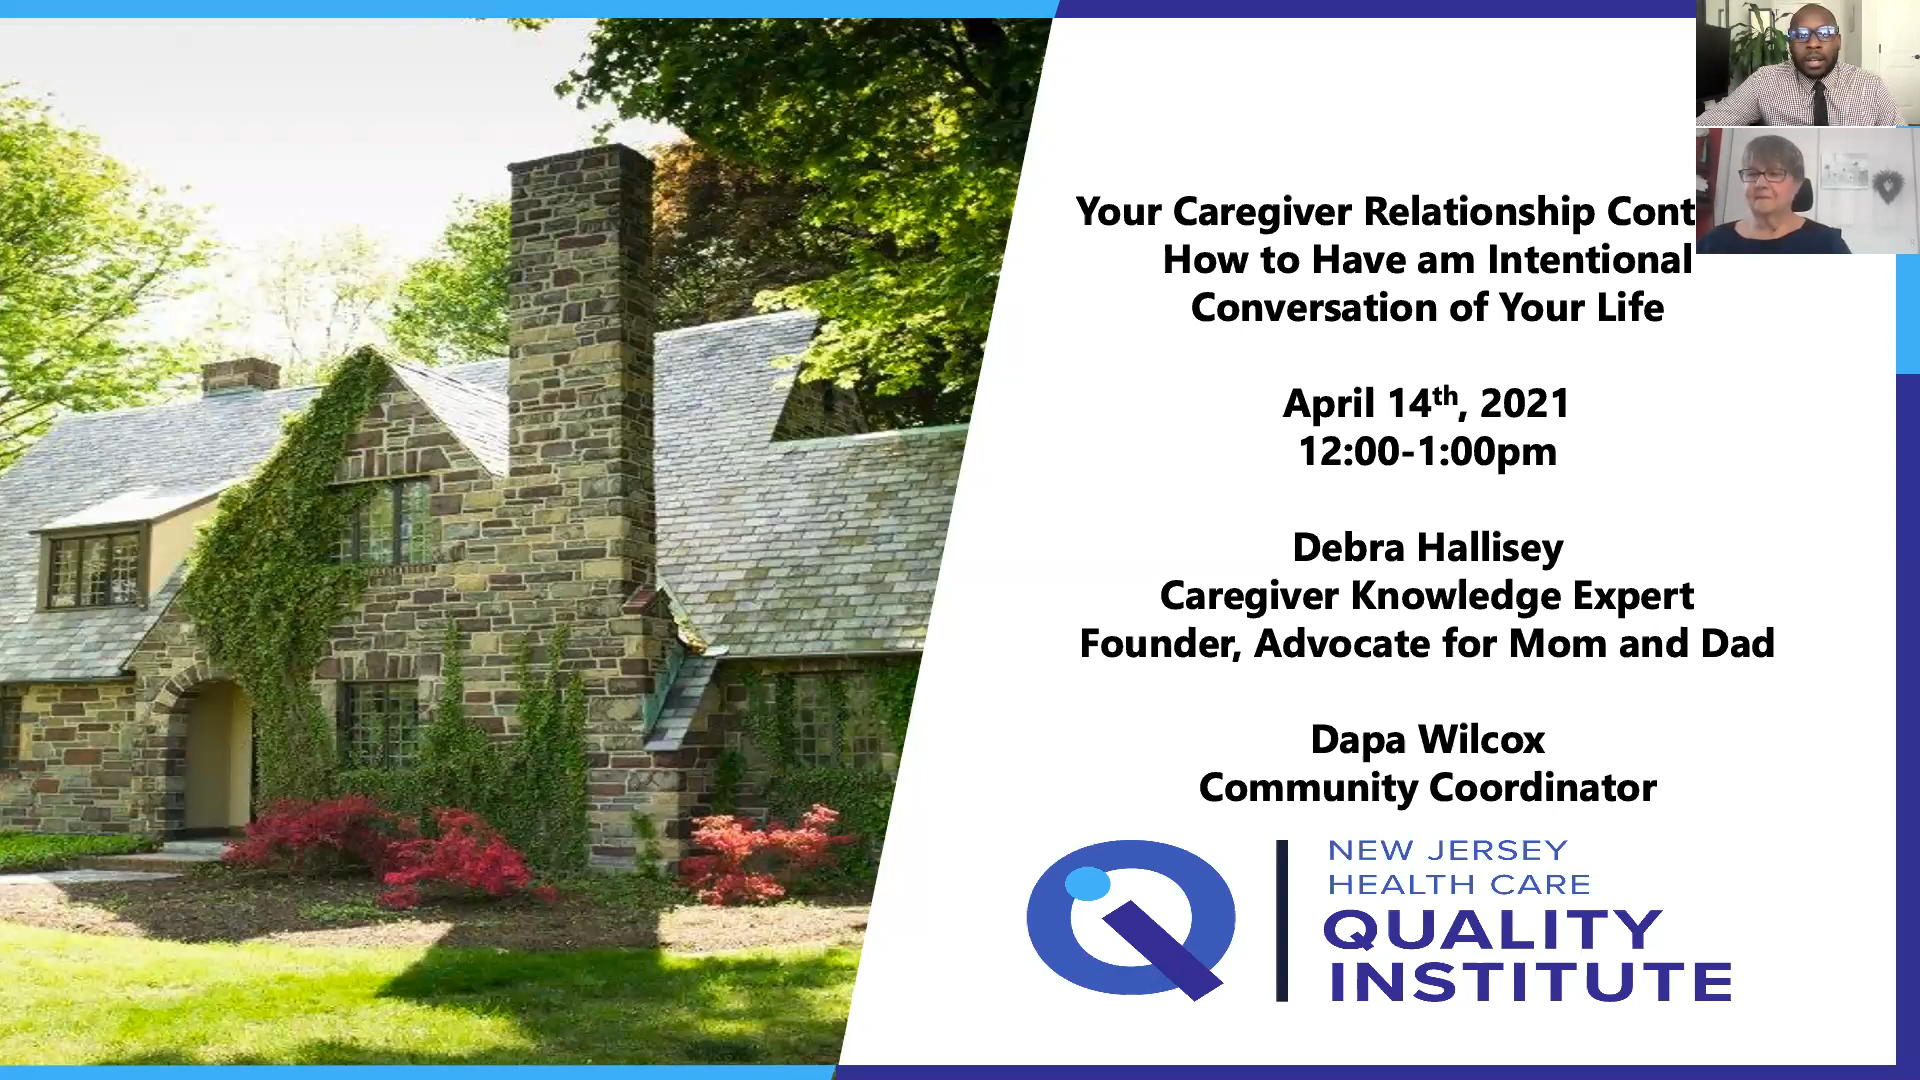 Your Caregiver Relationship Cont
How to Have am Intentional
Conversation of Your Life
April 14th, 2021
12:00-1:00pm
Debra Hallisey
Caregiver Knowledge Expert
Founder, Advocate for Mom and Dad
Dapa Wilcox
Community Coordinator
NEW JERSEY
HEALTH CARE
QUALITY
INSTITUTE